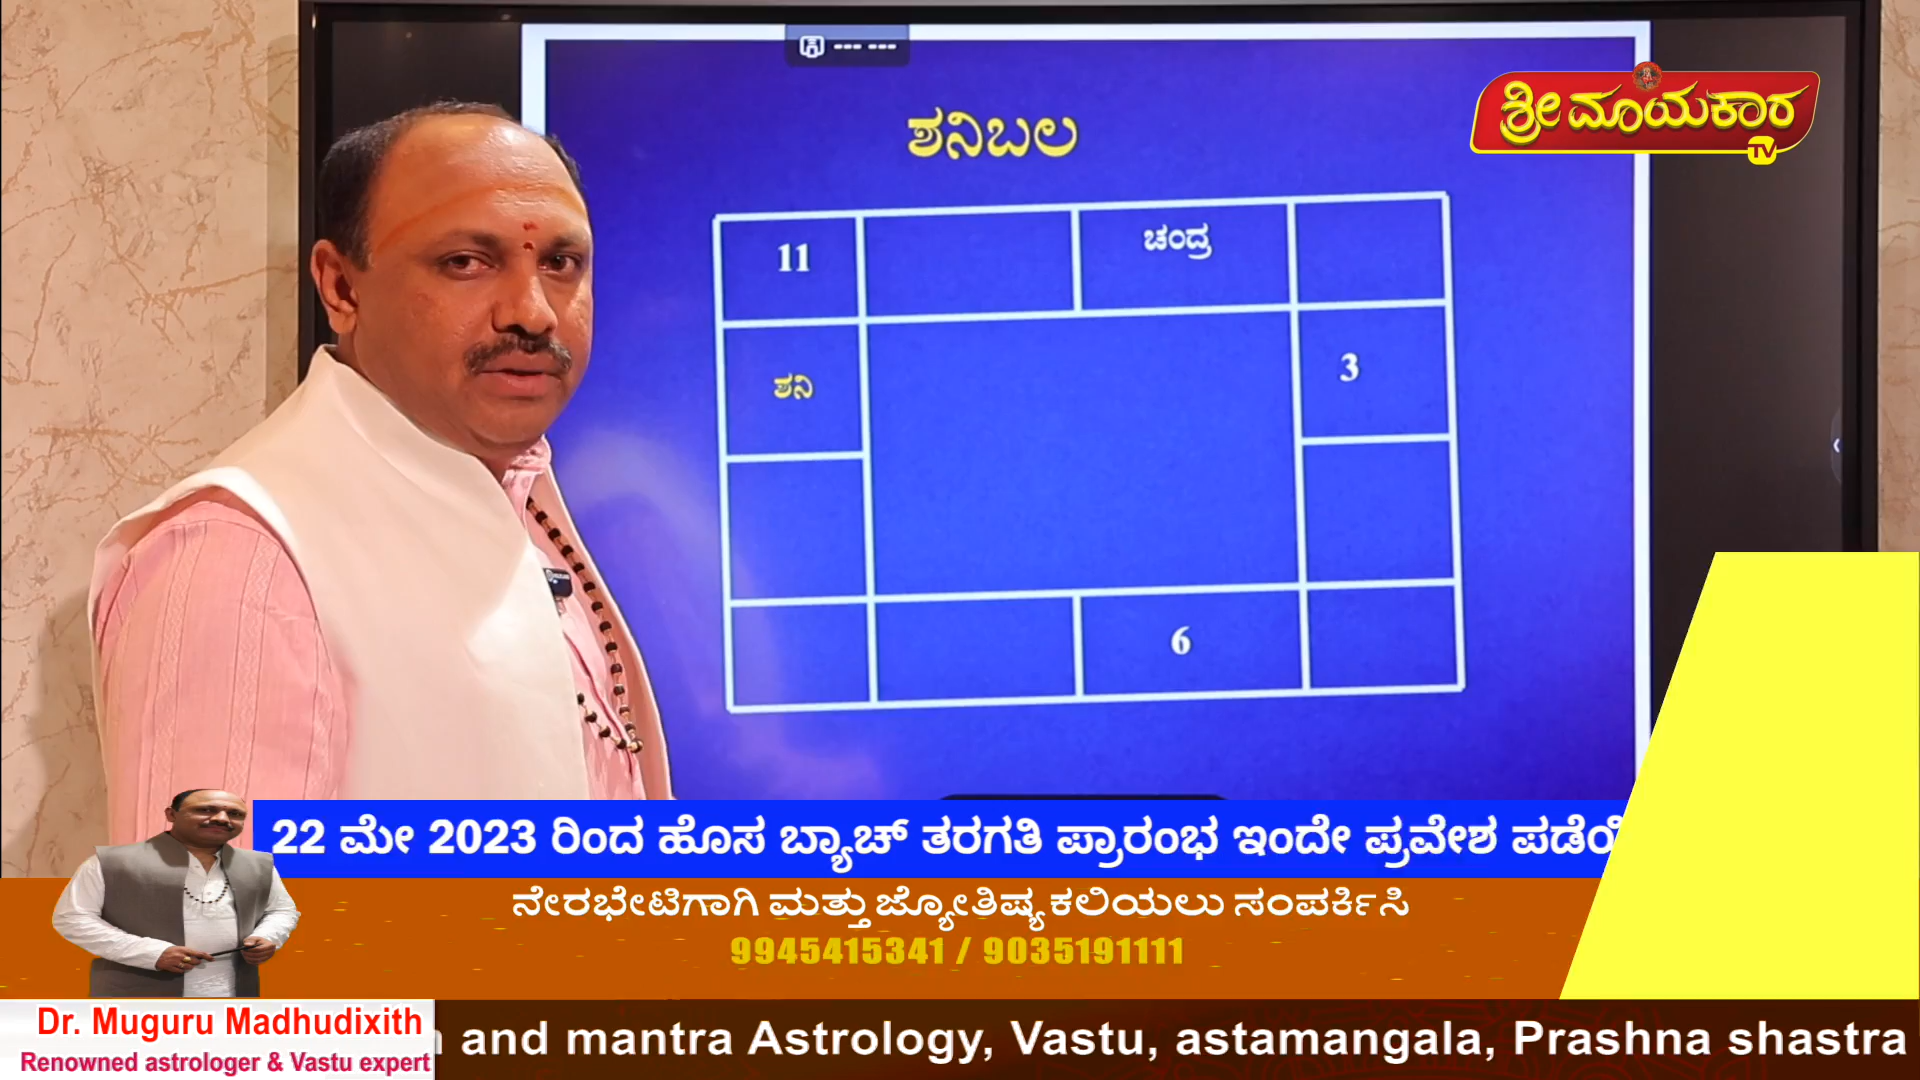 ಶ್ರೀ ಮಾಯಕಾರ
TV
ಶನಿಬಲ
11
ಚಂದ್ರ
ಶನಿ
3
6
22 ಮೇ 2023 ರಿಂದ ಹೊಸ ಬ್ಯಾಚ್ ತರಗತಿ ಪ್ರಾರಂಭ ಇಂದೇ ಪ್ರವೇಶ
ನೇರಭೇಟಿಗಾಗಿ ಮತ್ತು ಜ್ಯೋತಿಷ್ಯ ಕಲಿಯಲು ಸಂಪರ್ಕಿಸಿ
9945415341 / 9035191111
Dr. Muguru Madhudixith
Renowned astrologer & Vastu expert
and mantra Astrology, Vastu, astamangala, Prashna shastra